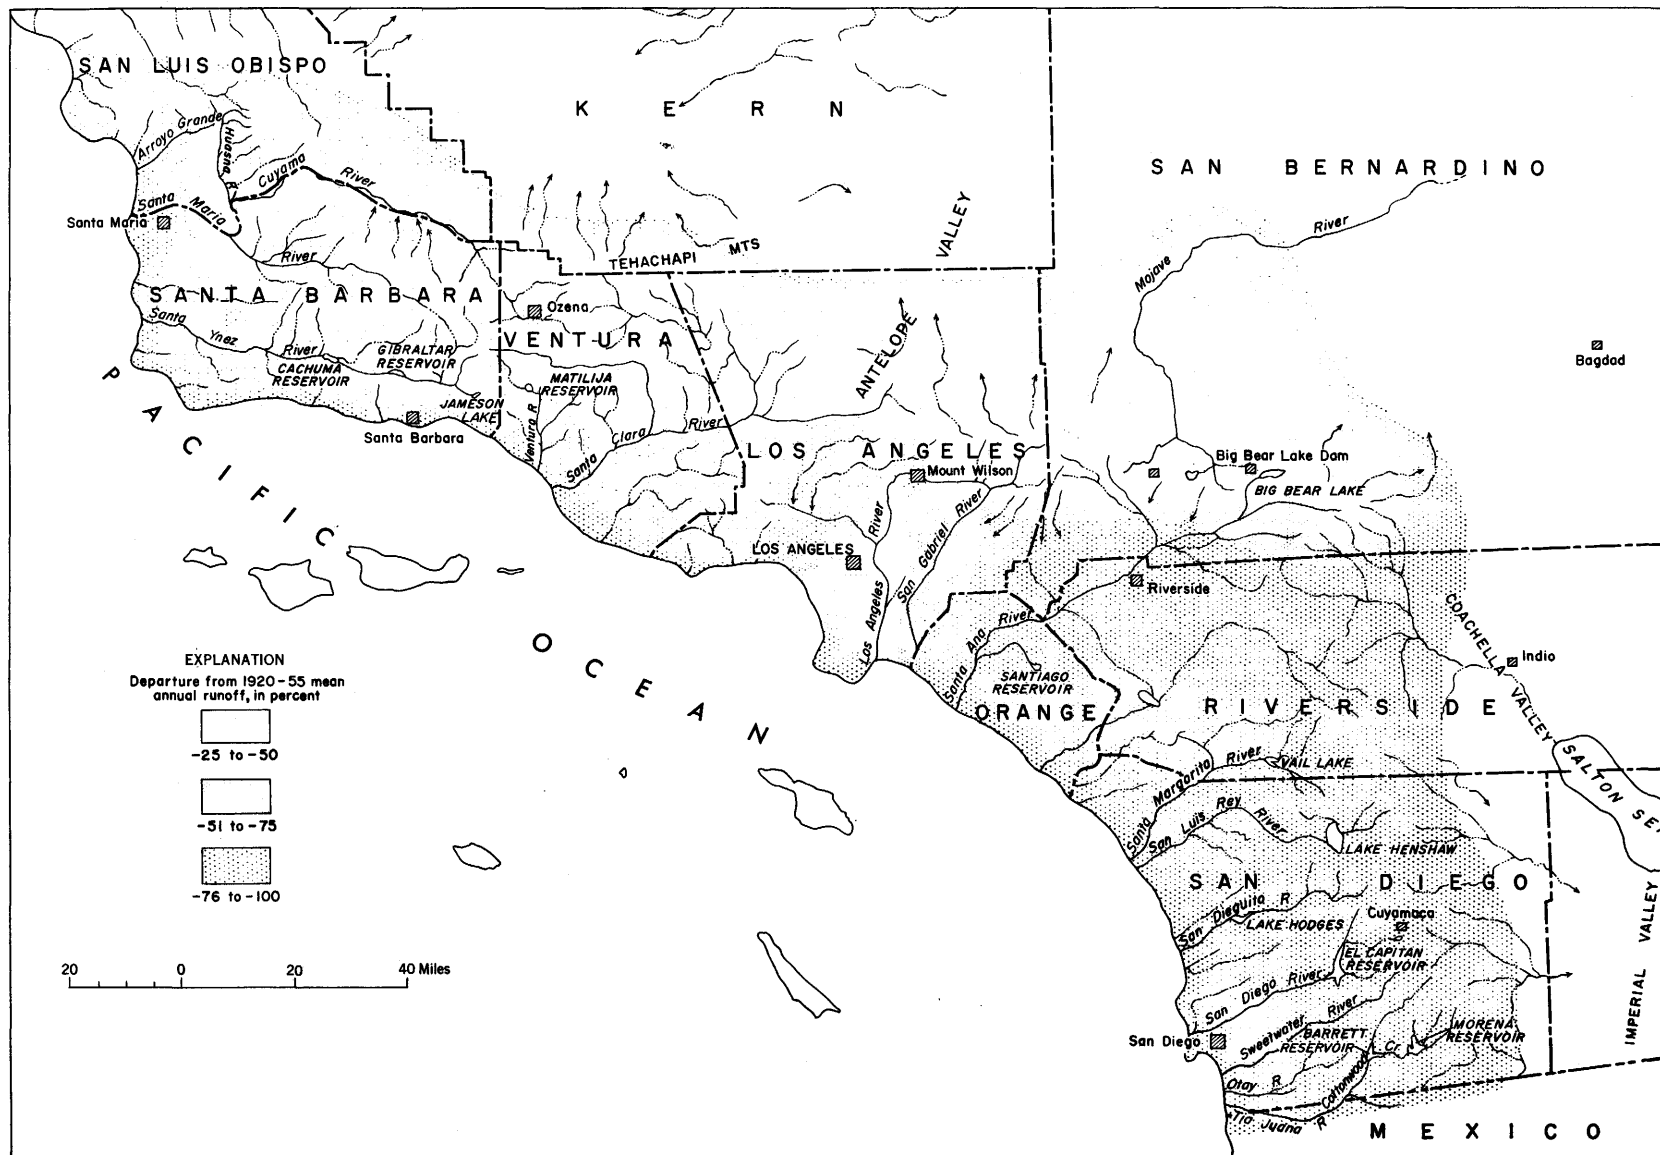 SAN LUIS OBISPO
KERN
SAN BERNARDINO
Arroyo Grande
Huasna R
Cuyama River
Santa Maria
Santa Maria
River
VALLEY
TEHACHAPI MTS
River
Mojave
SANTA BARBARA
Ozena
VENTURA
Santa
Ynez
River
GIBRALTAR
RESERVOIR
CACHUMA
RESERVOIR
MATILIJA
RESERVOIR
ANTELOPE
Bagdad
JAMESON
LAKE
Santa Barbara
Ventura R
Santa Clara River
LOS ANGELES
Mount Wilson
Big Bear Lake Dam
BIG BEAR LAKE
PACIFIC
OCEAN
LOS ANGELES
Los Angeles River
San Gabriel River
Riverside
COACHELLA VALLEY
Indio
Santa Ana River
SANTIAGO
RESERVOIR
ORANGE
RIVERSIDE
EXPLANATION
Departure from 1920-55 mean
annual runoff, in percent
-25 to -50
-51 to -75
-76 to -100
SALTON SE
Santa Margarita River
VAIL LAKE
San Luis Rey River
LAKE HENSHAW
SAN DIEGO
San Dieguita R
LAKE HODGES
Cuyamaca
EL CAPITAN
RESERVOIR
IMPERIAL VALLEY
20 0 20 40 Miles
San Diego River
San Diego
Sweetwater River
BARRETT
RESERVOIR
MORENA
RESERVOIR
Cottonwood Cr
Otay R
Tia Juana R
MEXICO